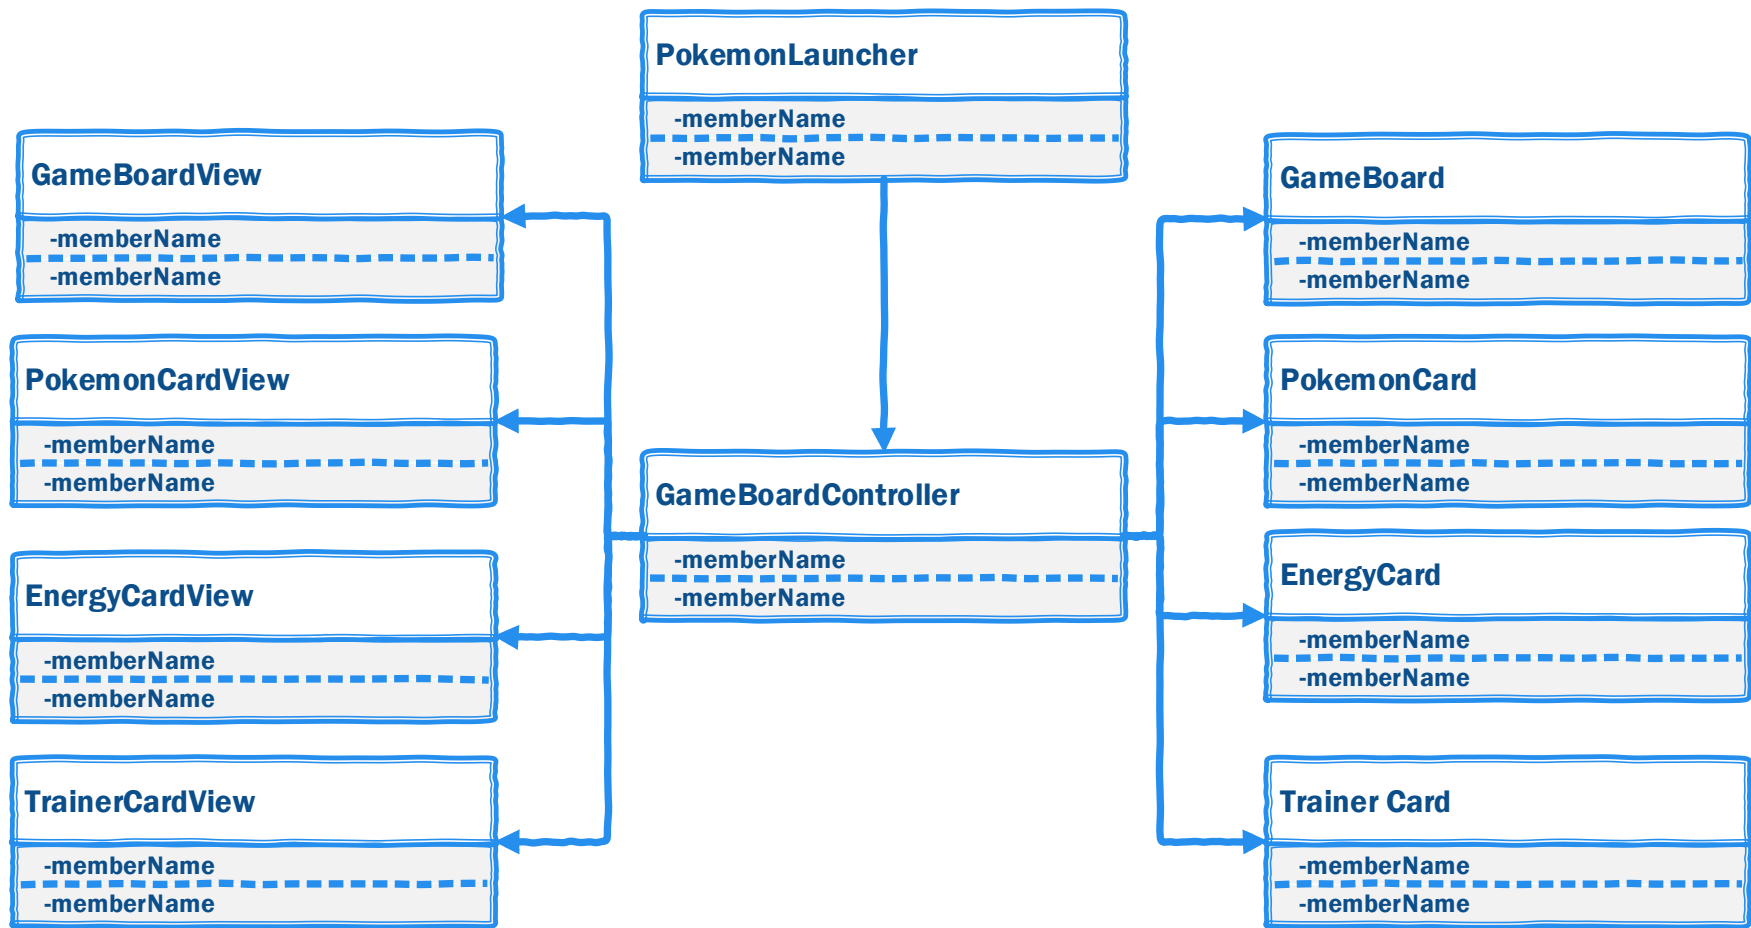 PokemonLauncher
-memberName
-memberName
GameBoardView
-memberName
-memberName
GameBoard
-memberName
-memberName
PokemonCardView
-memberName
-memberName
PokemonCard
-memberName
-memberName
GameBoardController
-memberName
-memberName
EnergyCardView
-memberName
-memberName
EnergyCard
-memberName
-memberName
TrainerCardView
-memberName
-memberName
Trainer Card
-memberName
-memberName